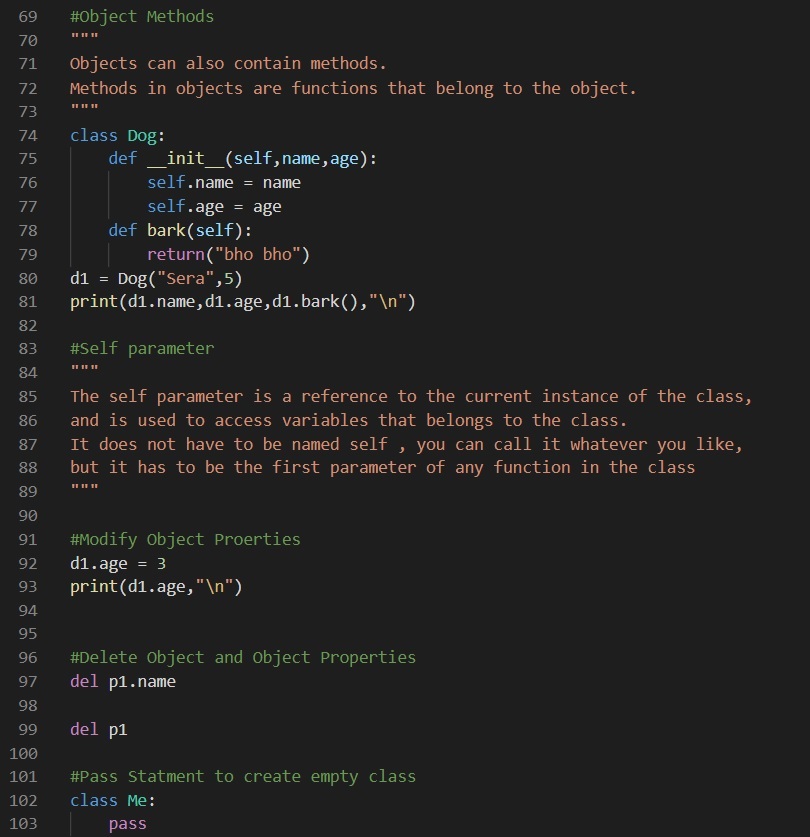 69 #Object Methods
70 """
71 Objects can also contain methods.
72 Methods in objects are functions that belong to the object.
73 """
74 class Dog:
75     def __init__(self,name,age):
76         self.name = name
77         self.age = age
78     def bark(self):
79         return("bho bho")
80 d1 = Dog("Sera",5)
81 print(d1.name,d1.age,d1.bark(),"\n")
82
83 #Self parameter
84 """
85 The self parameter is a reference to the current instance of the class,
86 and is used to access variables that belongs to the class.
87 It does not have to be named self , you can call it whatever you like,
88 but it has to be the first parameter of any function in the class
89 """
90
91 #Modify Object Proerties
92 d1.age = 3
93 print(d1.age,"\n")
94
95
96 #Delete Object and Object Properties
97 del p1.name
98
99 del p1
100
101 #Pass Statment to create empty class
102 class Me:
103     pass